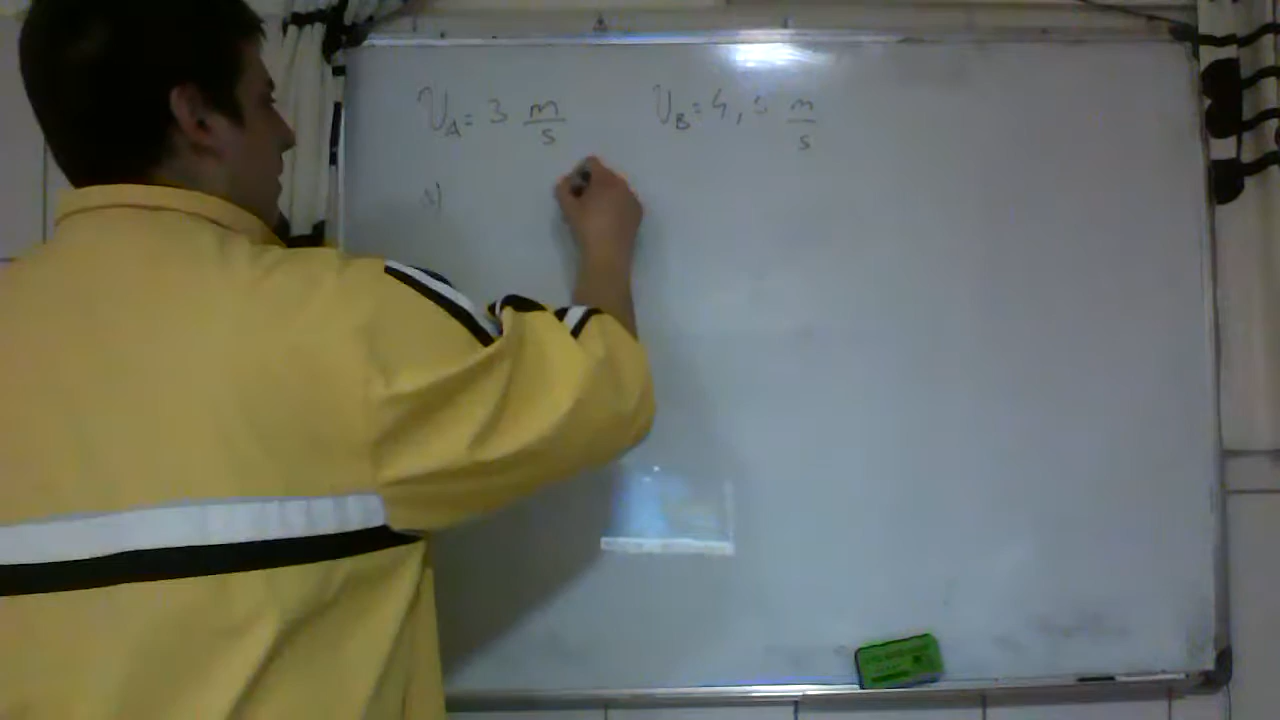 V_A = 3 m/s V_B = 4,5 m/s
a)